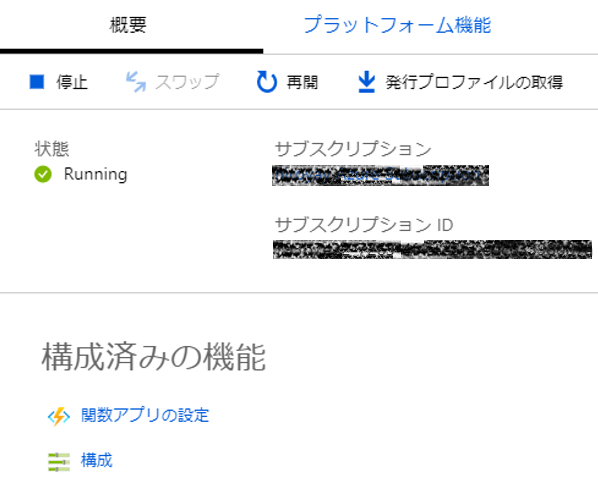 概要 プラットフォーム機能
停止 スワップ 再開 発行プロファイルの取得
状態 サブスクリプション
Running
サブスクリプション ID
構成済みの機能
関数アプリの設定
構成